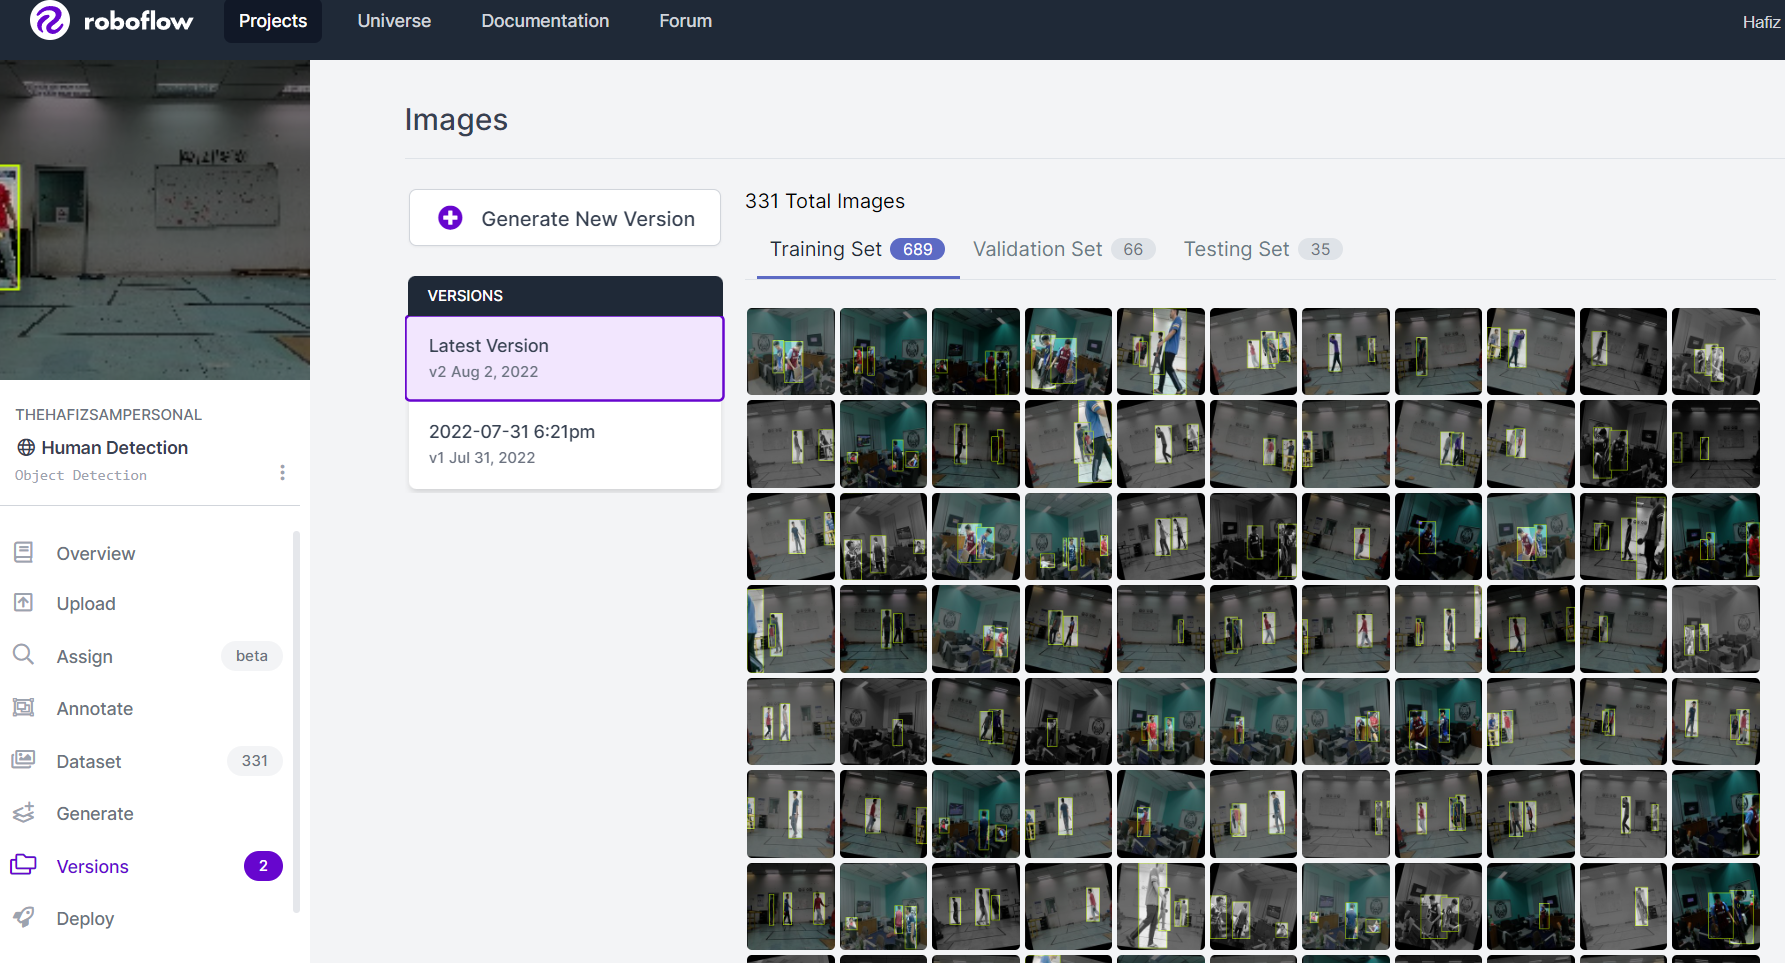 roboflow
Projects
Universe
Documentation
Forum
Hafiz
THEHAFIZSAMPERSONAL
Human Detection
Object Detection
Overview
Upload
Assign beta
Annotate
Dataset 331
Generate
Versions 2
Deploy
Images
Generate New Version
VERSIONS
Latest Version
v2 Aug 2, 2022
2022-07-31 6:21pm
v1 Jul 31, 2022
331 Total Images
Training Set 689
Validation Set 66
Testing Set 35